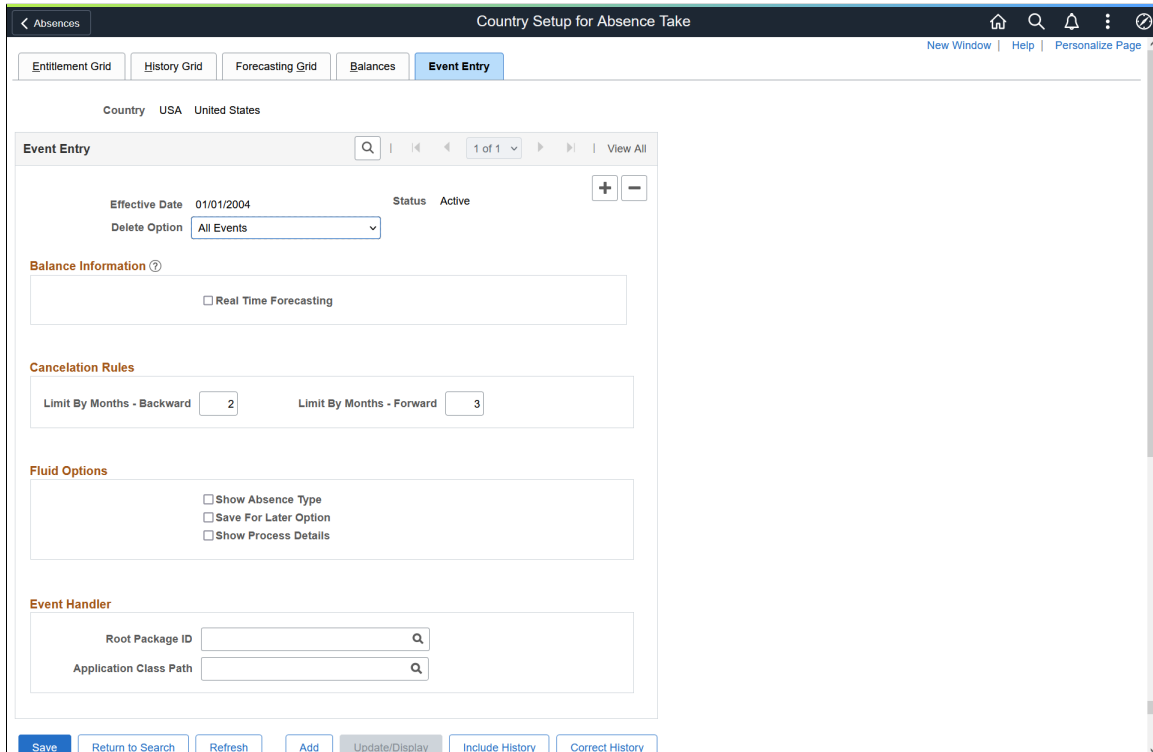 Absences
Country Setup for Absence Take
New Window | Help | Personalize Page
Entitlement Grid
History Grid
Forecasting Grid
Balances
Event Entry
Country USA United States
Event Entry
| 1 of 1 | View All
Effective Date 01/01/2004
Status Active
Delete Option All Events
Balance Information ?
Real Time Forecasting
Cancelation Rules
Limit By Months - Backward 2
Limit By Months - Forward 3
Fluid Options
Show Absence Type
Save For Later Option
Show Process Details
Event Handler
Root Package ID
Application Class Path
Save
Return to Search
Refresh
Add
Update/Display
Include History
Correct History